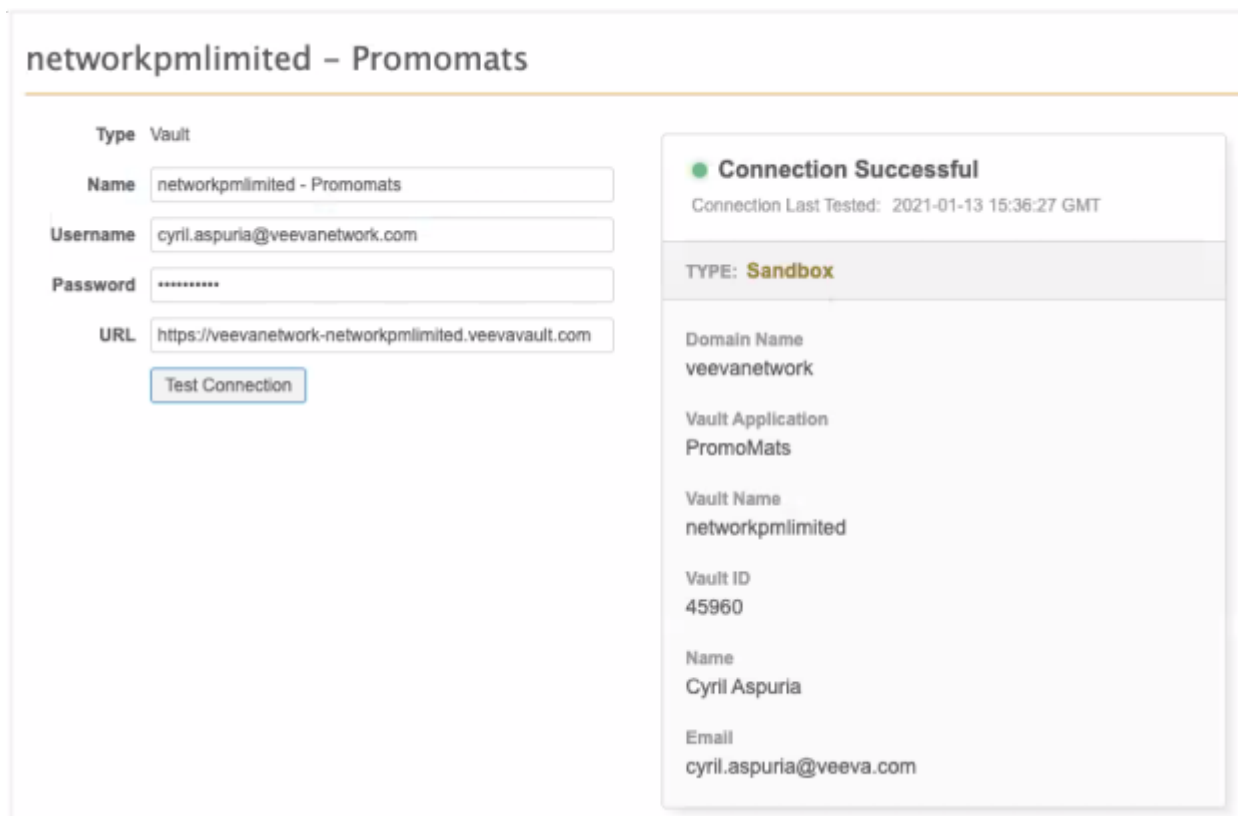 networkpmlimited – Promomats
Type Vault
Name networkpmlimited - Promomats
Username cyril.aspuria@veevanetwork.com
Password ••••••••••
URL https://veevanetwork-networkpmlimited.veevavault.com
Test Connection
Connection Successful
Connection Last Tested: 2021-01-13 15:36:27 GMT
TYPE: Sandbox
Domain Name
veevanetwork
Vault Application
PromoMats
Vault Name
networkpmlimited
Vault ID
45960
Name
Cyril Aspuria
Email
cyril.aspuria@veeva.com